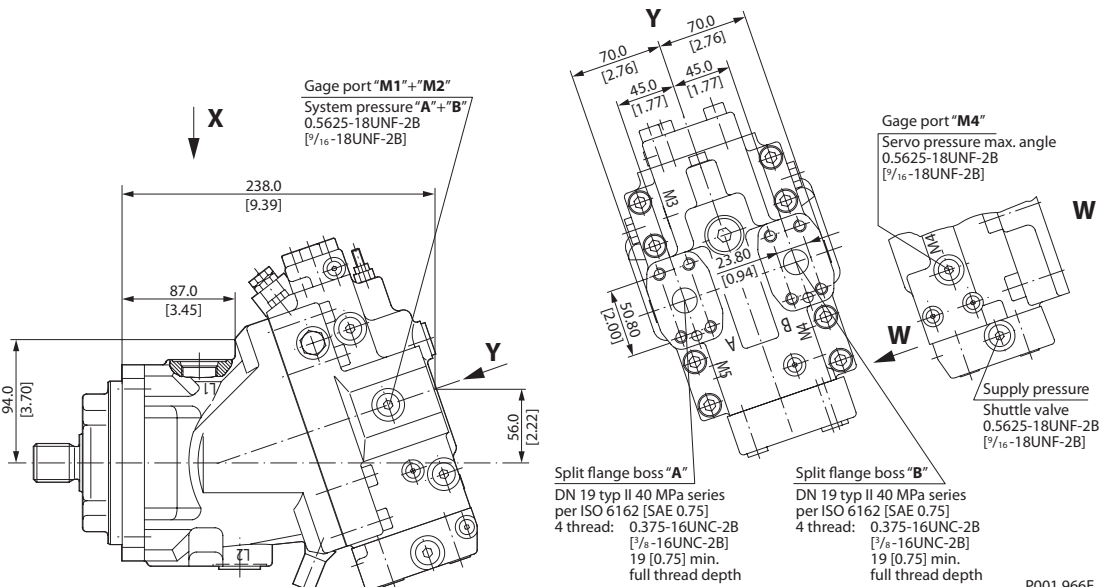 Gage port "M1"+"M2"
System pressure "A"+"B"
0.5625-18UNF-2B
[9/16-18UNF-2B]
X
238.0
[9.39]
87.0
[3.45]
94.0
[3.70]
L1
L2
Y
56.0
[2.22]
Y
70.0
[2.76]
70.0
[2.76]
45.0
[1.77]
45.0
[1.77]
M3
23.80
[0.94]
50.80
[2.00]
A
B
M4
M5
W
Gage port "M4"
Servo pressure max. angle
0.5625-18UNF-2B
[9/16-18UNF-2B]
W
M4
Supply pressure
Shuttle valve
0.5625-18UNF-2B
[9/16-18UNF-2B]
Split flange boss "A"
DN 19 typ II 40 MPa series
per ISO 6162 [SAE 0.75]
4 thread: 0.375-16UNC-2B
[3/8-16UNC-2B]
19 [0.75] min.
full thread depth
Split flange boss "B"
DN 19 typ II 40 MPa series
per ISO 6162 [SAE 0.75]
4 thread: 0.375-16UNC-2B
[3/8-16UNC-2B]
19 [0.75] min.
full thread depth
P001 966E